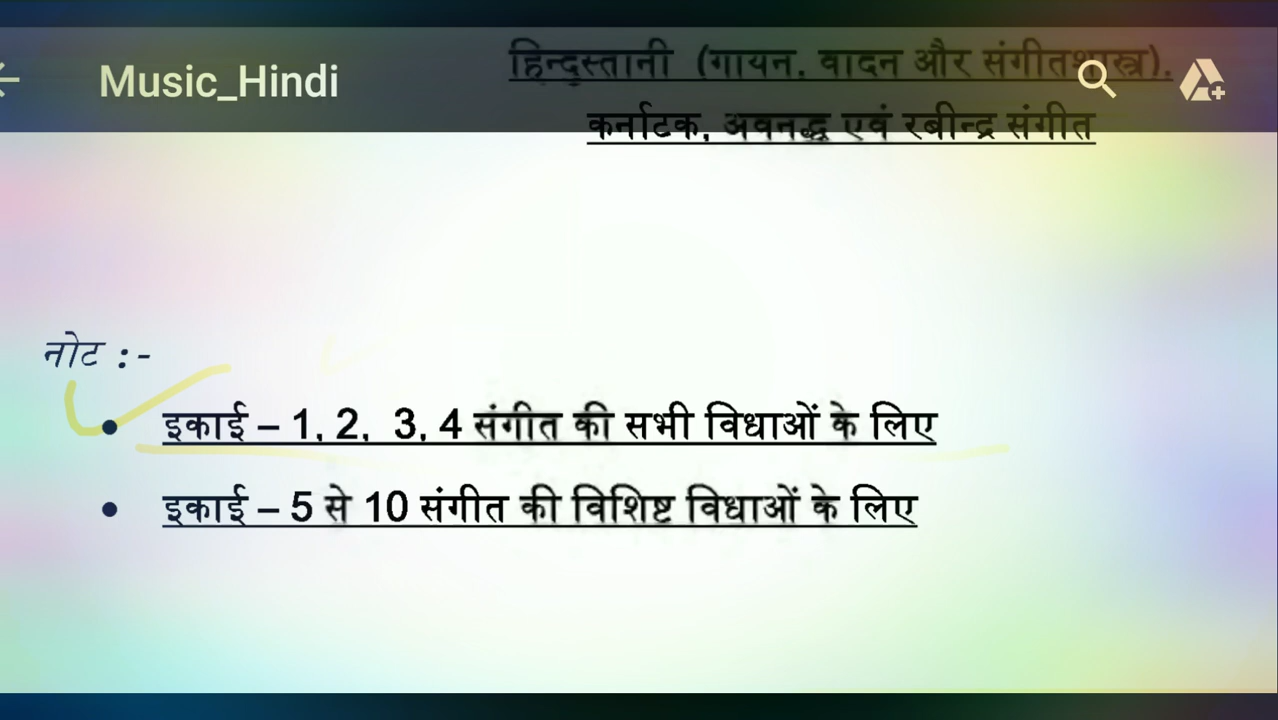 Music_Hindi
हिन्दुस्तानी (गायन, वादन और संगीतशास्त्र),
कर्नाटक, अवनद्ध एवं रबीन्द्र संगीत
नोट :-
• इकाई – 1, 2, 3, 4 संगीत की सभी विधाओं के लिए
• इकाई – 5 से 10 संगीत की विशिष्ट विधाओं के लिए